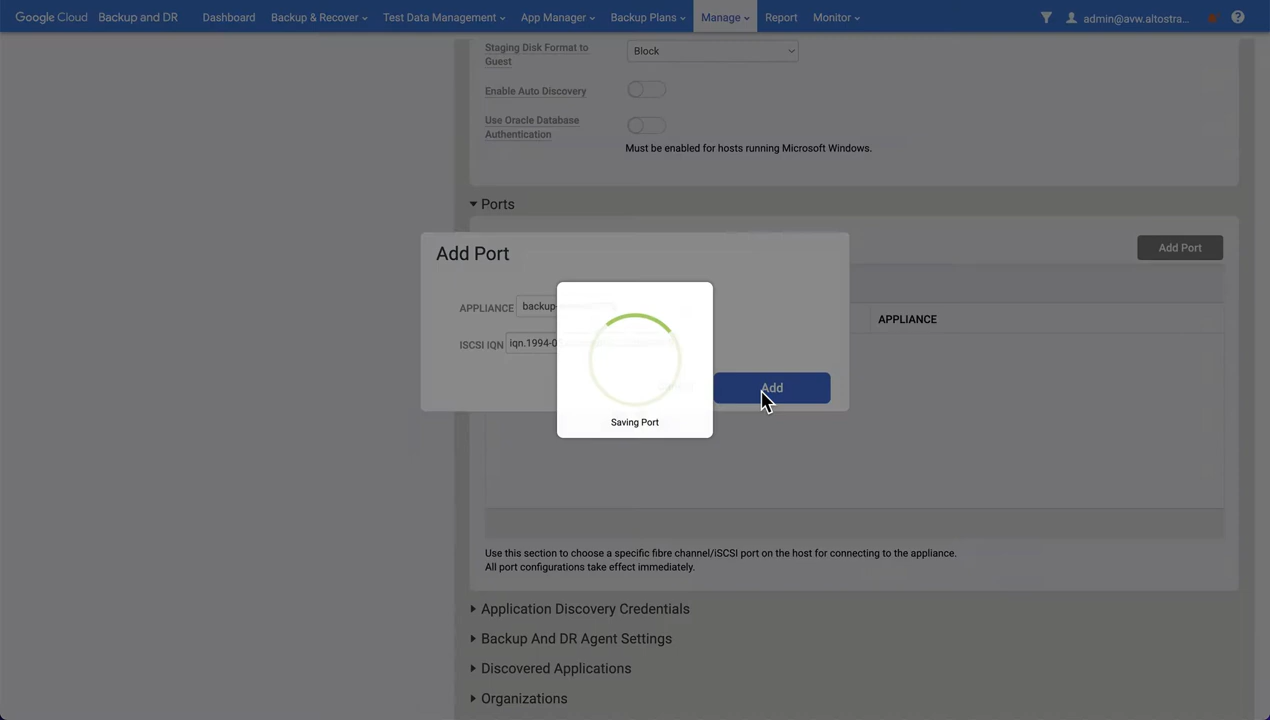 Google Cloud Backup and DR Dashboard Backup & Recover Test Data Management App Manager Backup Plans Manage Report Monitor admin@avw.altostra...
Staging Disk Format to
Guest
Block
Enable Auto Discovery
Use Oracle Database
Authentication
Must be enabled for hosts running Microsoft Windows.
Ports
Add Port
Add Port
APPLIANCE backup-
APPLIANCE
ISCSI IQN iqn.1994-0
Add
Saving Port
Use this section to choose a specific fibre channel/iSCSI port on the host for connecting to the appliance.
All port configurations take effect immediately.
Application Discovery Credentials
Backup And DR Agent Settings
Discovered Applications
Organizations